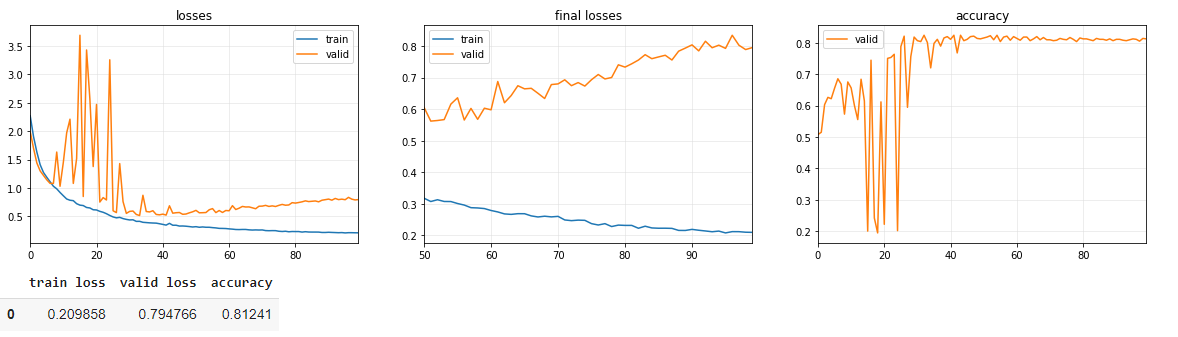 losses
train
valid
3.5
3.0
2.5
2.0
1.5
1.0
0.5
0 20 40 60 80
final losses
train
valid
0.8
0.7
0.6
0.5
0.4
0.3
0.2
50 60 70 80 90
accuracy
valid
0.8
0.7
0.6
0.5
0.4
0.3
0.2
0 20 40 60 80
train loss valid loss accuracy
0 0.209858 0.794766 0.81241